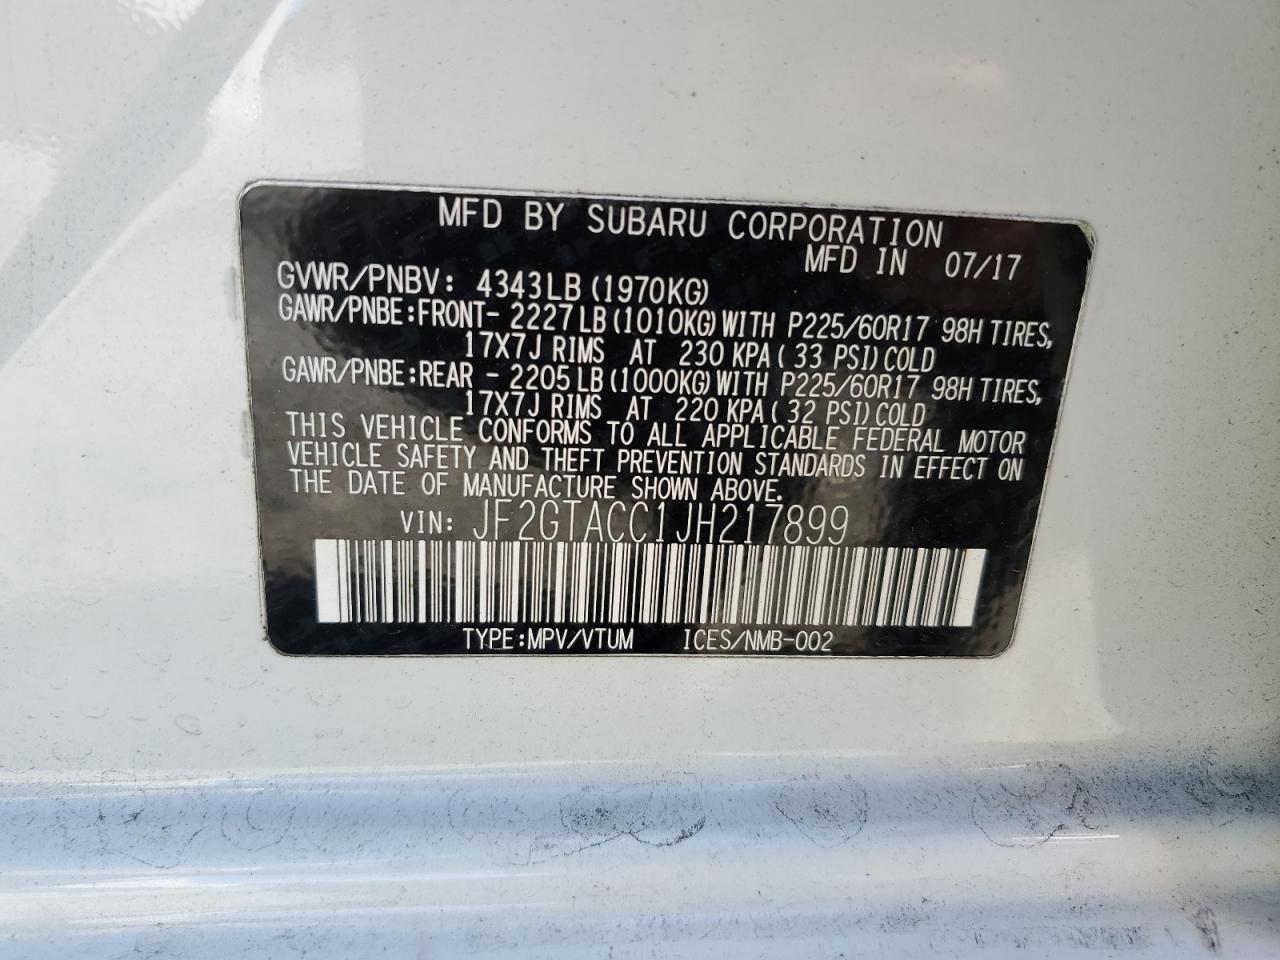 MFD BY SUBARU CORPORATION
MFD IN 07/17
GVWR/PNBV: 4343LB (1970KG)
GAWR/PNBE:FRONT- 2227LB (1010KG) WITH P225/60R17 98H TIRES,
17X7J RIMS AT 230 KPA ( 33 PSI) COLD
GAWR/PNBE:REAR - 2205LB (1000KG) WITH P225/60R17 98H TIRES,
17X7J RIMS AT 220 KPA ( 32 PSI) COLD
THIS VEHICLE CONFORMS TO ALL APPLICABLE FEDERAL MOTOR
VEHICLE SAFETY AND THEFT PREVENTION STANDARDS IN EFFECT ON
THE DATE OF MANUFACTURE SHOWN ABOVE.
VIN: JF2GTACC1JH217899
TYPE:MPV/VTUM ICES/NMB-002